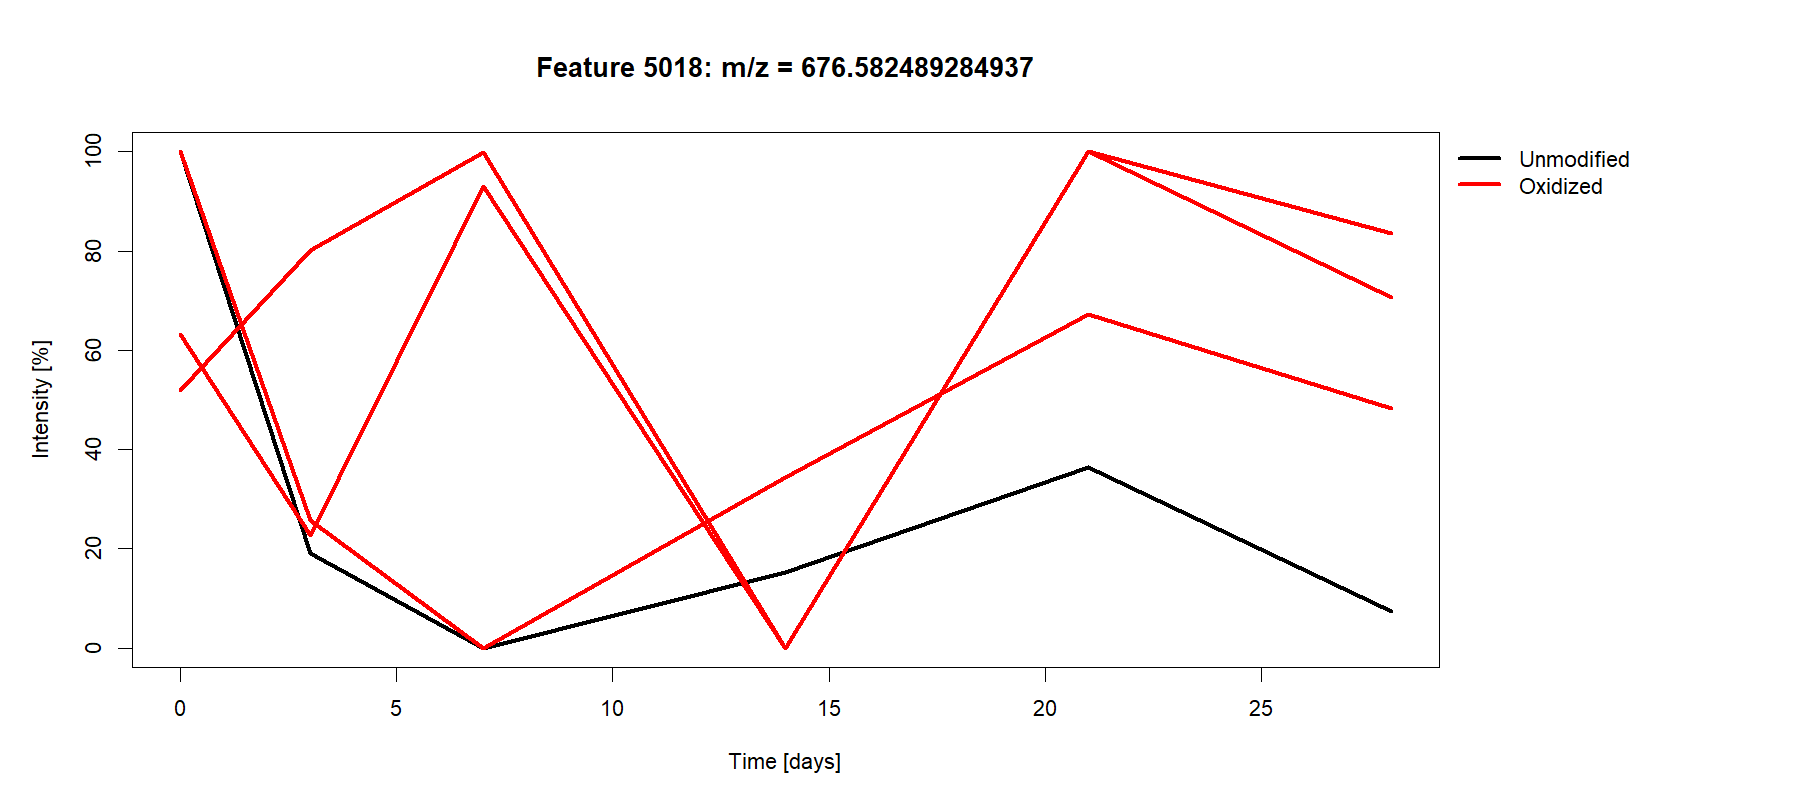 Feature 5018: m/z = 676.582489284937
Unmodified
Oxidized
Intensity [%]
100
80
60
40
20
0
0 5 10 15 20 25
Time [days]